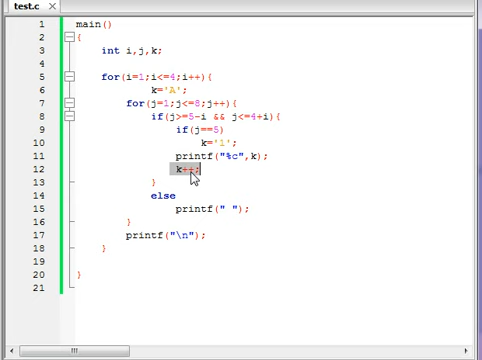 test.c
1 main()
2 {
3 int i,j,k;
4
5 for(i=1;i<=4;i++){
6 k='A';
7 for(j=1;j<=8;j++){
8 if(j>=5-i && j<=4+i){
9 if(j==5)
10 k='1';
11 printf("%c",k);
12 k++;
13 }
14 else
15 printf(" ");
16 }
17 printf("\n");
18 }
19
20 }
21